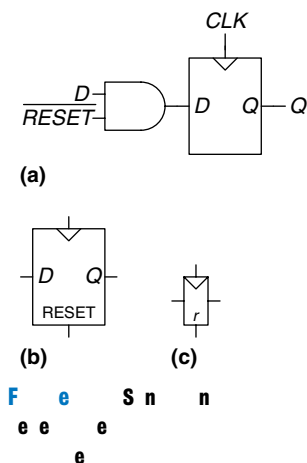 CLK
D
RESET
D Q Q
(a)
D Q
RESET
r
(b) (c)
F e S n n
e e e
e